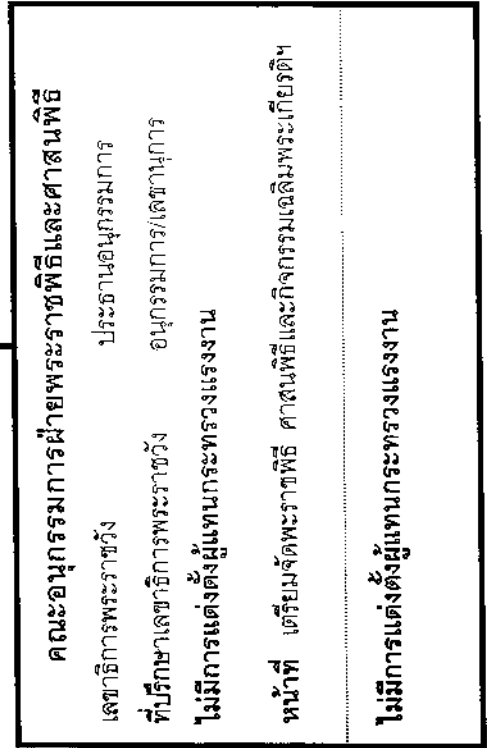 คณะอนุกรรมการฝ่ายพระราชพิธีและศาสนพิธี
เลขาธิการพระราชวัง ประธานอนุกรรมการ
ที่ปรึกษาเลขาธิการพระราชวัง อนุกรรมการ/เลขานุการ
ไม่มีการแต่งตั้งผู้แทนกระทรวงแรงงาน
หน้าที่ เตรียมจัดพระราชพิธี ศาสนพิธีและกิจกรรมเฉลิมพระเกียรติฯ
ไม่มีการแต่งตั้งผู้แทนกระทรวงแรงงาน